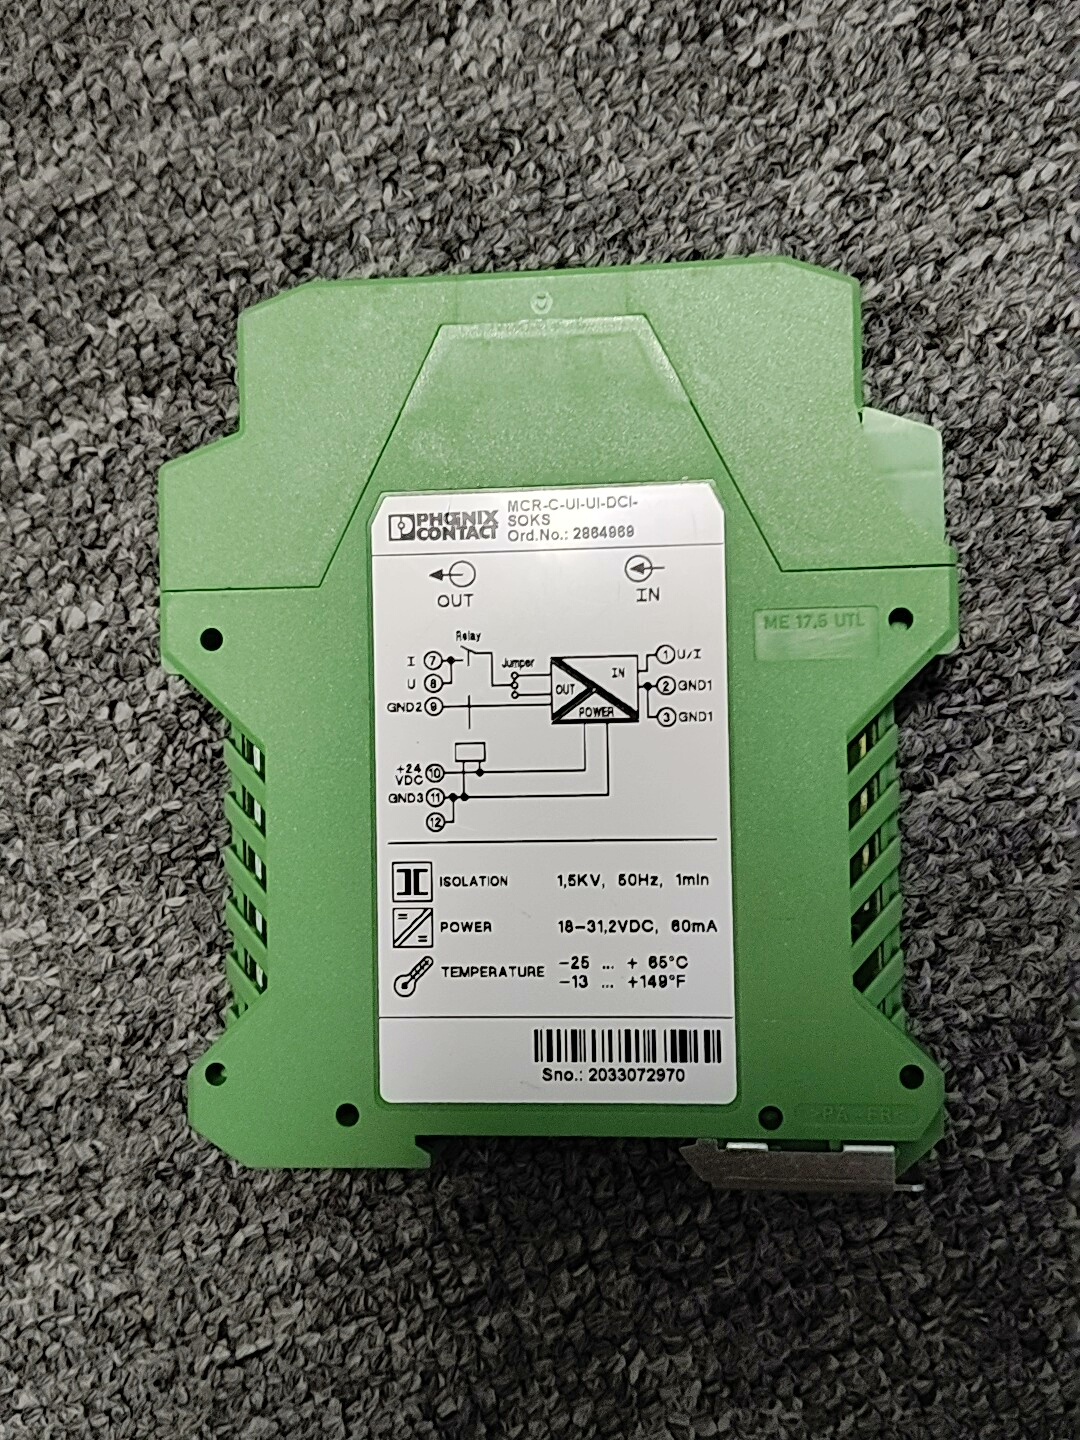 PHŒNIX
CONTACT
MCR-C-UI-UI-DCI-
SOKS
Ord.No.: 2864969
OUT
IN
ME 17,5 UTL
Relay
Jumper
I 7
U 8
GND2 9
OUT
IN
POWER
1 U/I
2 GND1
3 GND1
+24
VDC 10
GND3 11
12
ISOLATION 1,5KV, 50Hz, 1min
POWER 18-31,2VDC, 60mA
TEMPERATURE -25 ... + 65°C
-13 ... +149°F
Sno.: 2033072970